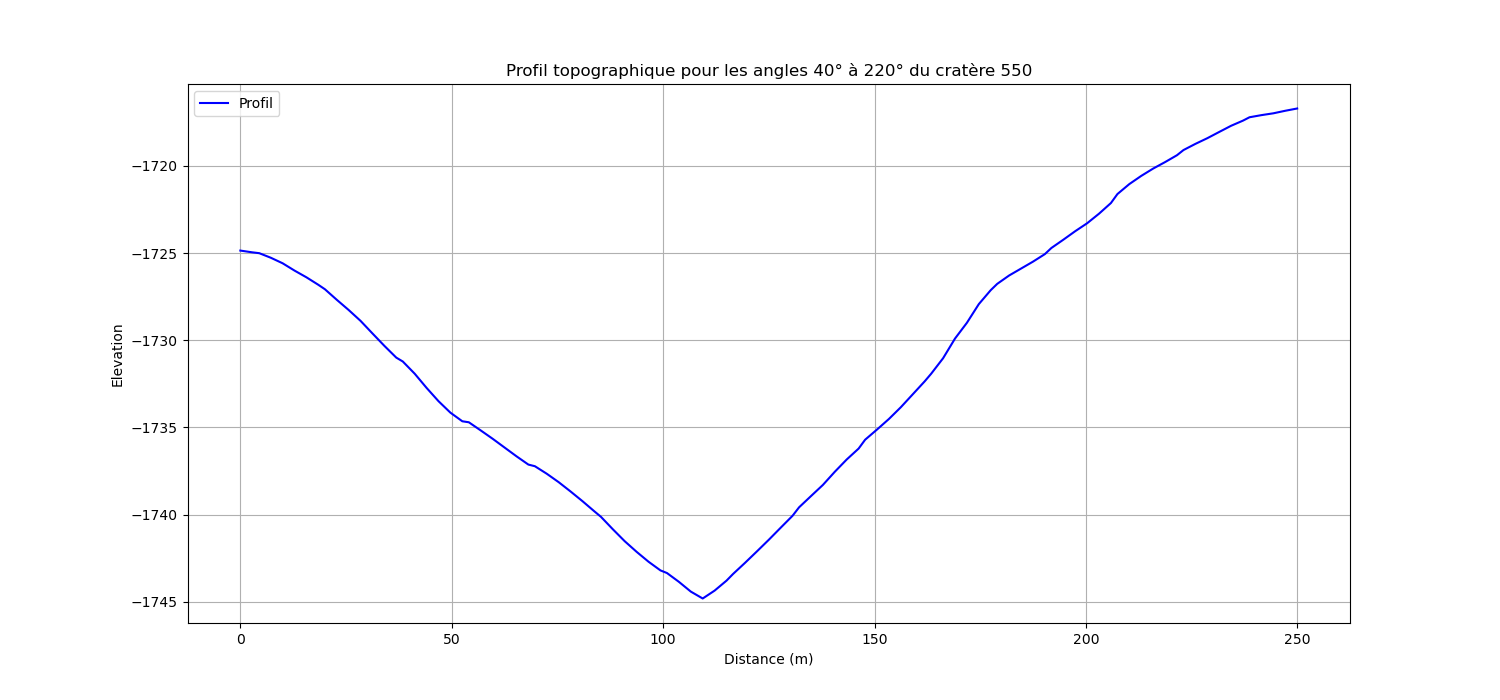 Profil topographique pour les angles 40° à 220° du cratère 550
Profil
−1720
−1725
−1730
−1735
−1740
−1745
Elevation
0 50 100 150 200 250
Distance (m)